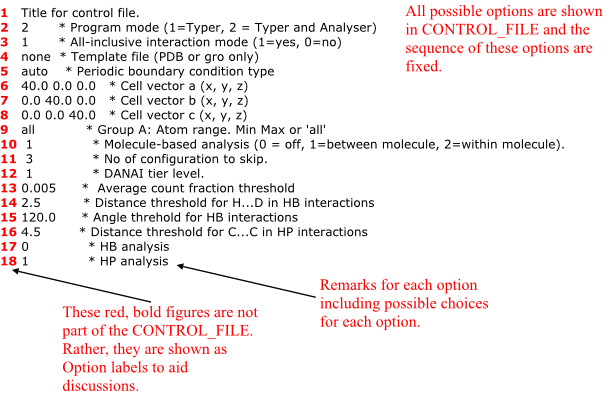 1 Title for control file.
2 2 * Program mode (1=Typer, 2 = Typer and Analyser)
3 1 * All-inclusive interaction mode (1=yes, 0=no)
4 none * Template file (PDB or gro only)
5 auto * Periodic boundary condition type
6 40.0 0.0 0.0 * Cell vector a (x, y, z)
7 0.0 40.0 0.0 * Cell vector b (x, y, z)
8 0.0 0.0 40.0 * Cell vector c (x, y, z)
9 all * Group A: Atom range. Min Max or 'all'
10 1 * Molecule-based analysis (0 = off, 1=between molecule, 2=within molecule).
11 3 * No of configuration to skip.
12 1 * DANAI tier level.
13 0.005 * Average count fraction threshold
14 2.5 * Distance threshold for H...D in HB interactions
15 120.0 * Angle threhold for HB interactions
16 4.5 * Distance threshold for C...C in HP interactions
17 0 * HB analysis
18 1 * HP analysis
All possible options are shown
in CONTROL_FILE and the
sequence of these options are
fixed.
Remarks for each option
including possible choices
for each option.
These red, bold figures are not
part of the CONTROL_FILE.
Rather, they are shown as
Option labels to aid
discussions.